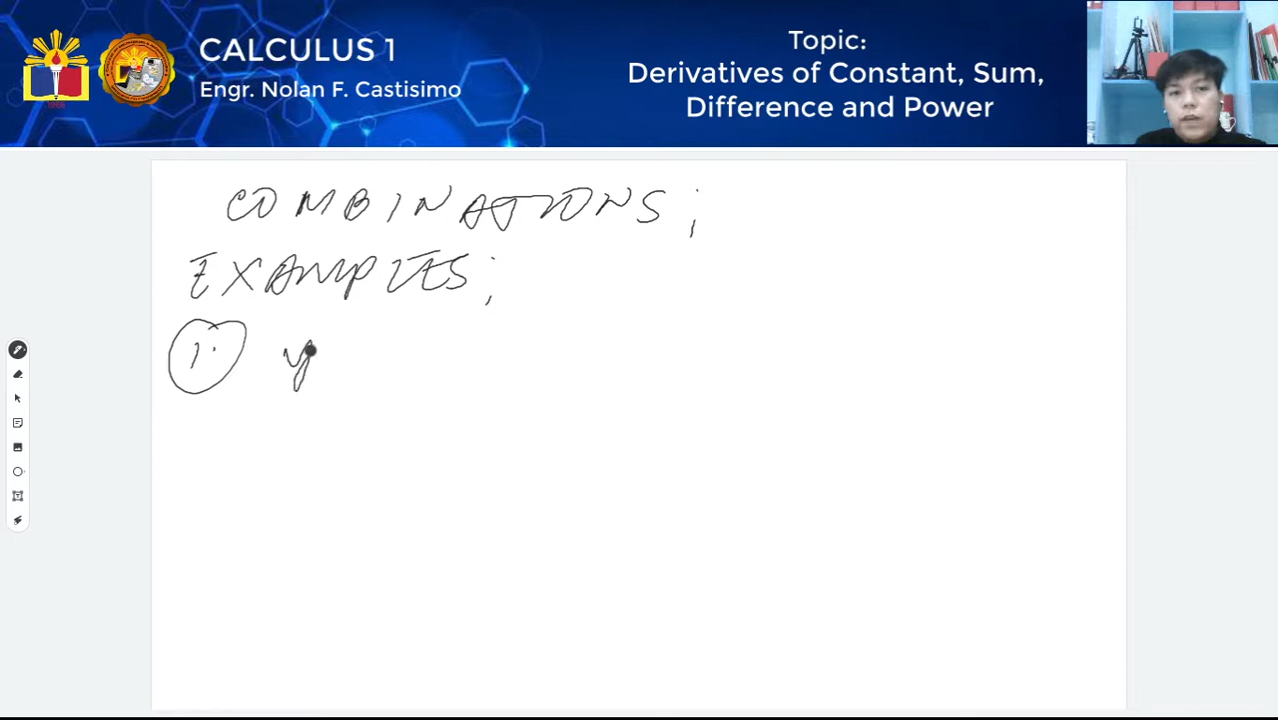 CALCULUS 1
Engr. Nolan F. Castisimo
Topic:
Derivatives of Constant, Sum,
Difference and Power
COMBINATIONS;
EXAMPLES;
1. y